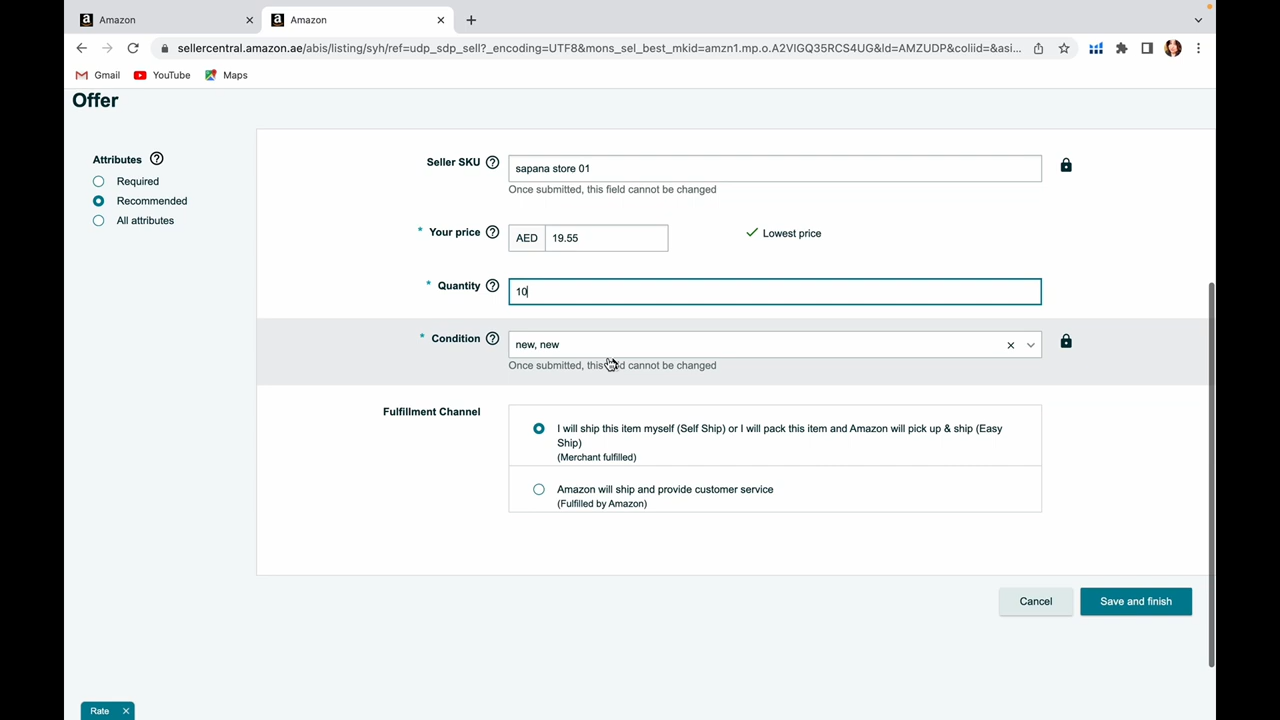 Amazon
Amazon
sellercentral.amazon.ae/abis/listing/syh/ref=udp_sdp_sell?_encoding=UTF8&mons_sel_best_mkid=amzn1.mp.o.A2VIGQ35RCS4UG&ld=AMZUDP&coliid=&asi...
Gmail YouTube Maps
Offer
Attributes
Required
Recommended
All attributes
Seller SKU sapana store 01
Once submitted, this field cannot be changed
* Your price AED 19.55 Lowest price
* Quantity 10
* Condition new, new
Once submitted, this field cannot be changed
Fulfillment Channel
I will ship this item myself (Self Ship) or I will pack this item and Amazon will pick up & ship (Easy
Ship)
(Merchant fulfilled)
Amazon will ship and provide customer service
(Fulfilled by Amazon)
Cancel Save and finish
Rate